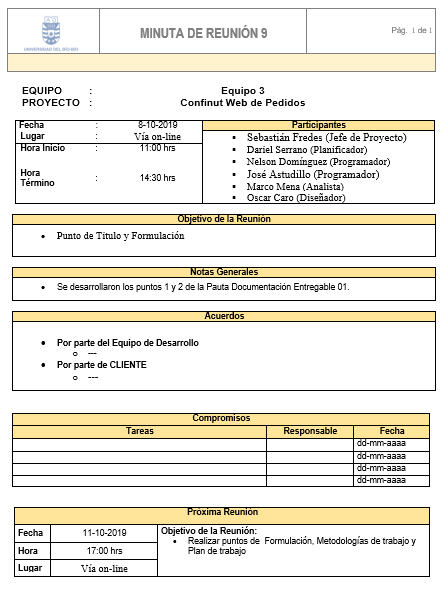 UNIVERSIDAD DEL BÍO-BÍO
MINUTA DE REUNIÓN 9
Pág. 1 de 1
EQUIPO : Equipo 3
PROYECTO : Confinut Web de Pedidos
Fecha : 8-10-2019
Lugar : Vía on-line
Hora Inicio : 11:00 hrs
Hora Término : 14:30 hrs
Participantes
Sebastián Fredes (Jefe de Proyecto)
Dariel Serrano (Planificador)
Nelson Domínguez (Programador)
José Astudillo (Programador)
Marco Mena (Analista)
Oscar Caro (Diseñador)
Objetivo de la Reunión
Punto de Título y Formulación
Notas Generales
Se desarrollaron los puntos 1 y 2 de la Pauta Documentación Entregable 01.
Acuerdos
Por parte del Equipo de Desarrollo
---
Por parte de CLIENTE
---
Compromisos
Tareas Responsable Fecha
dd-mm-aaaa
dd-mm-aaaa
dd-mm-aaaa
dd-mm-aaaa
Próxima Reunión
Fecha 11-10-2019
Hora 17:00 hrs
Lugar Vía on-line
Objetivo de la Reunión:
Realizar puntos de Formulación, Metodologías de trabajo y
Plan de trabajo